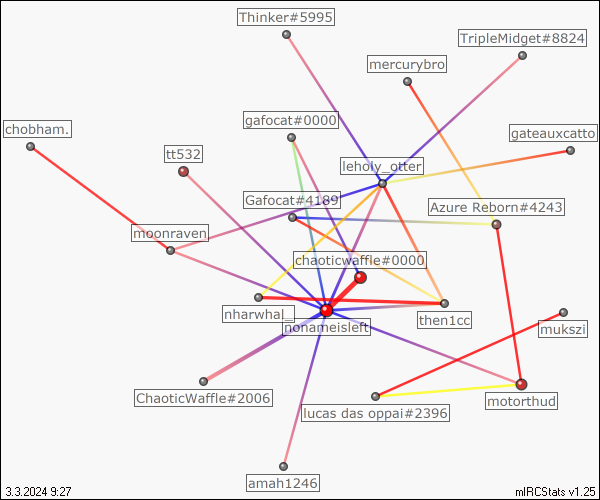 Thinker#5995
TripleMidget#8824
mercurybro
gafocat#0000
chobham.
gateauxcatto
tt532
leholy_otter
Gafocat#4189
Azure Reborn#4243
moonraven
chaoticwaffle#0000
nharwhal_
then1cc
nonameisleft
mukszi
ChaoticWaffle#2006
motorthud
lucas das oppai#2396
amah1246
3.3.2024 9:27
mIRCStats v1.25